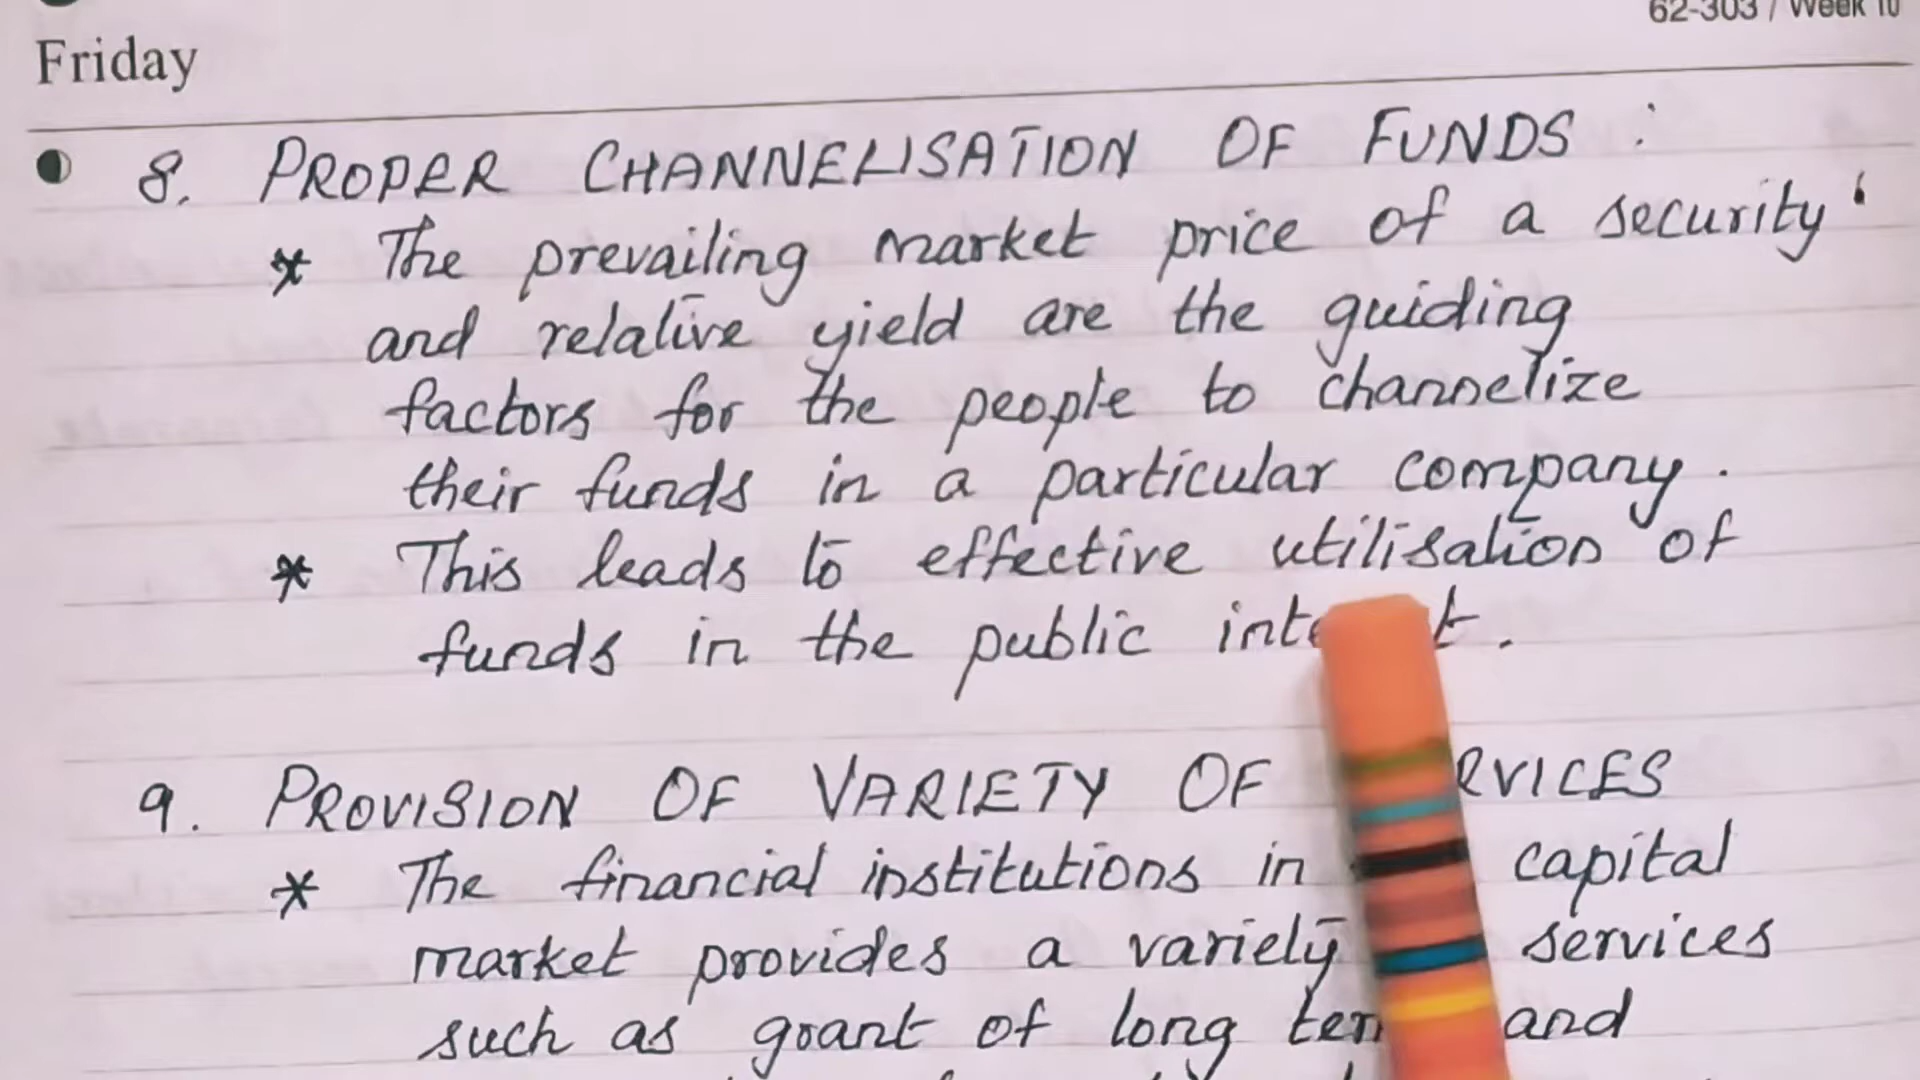 62-303 / Week 10
Friday
8. PROPER CHANNELISATION OF FUNDS :
* The prevailing market price of a security
and relative yield are the guiding
factors for the people to channelize
their funds in a particular company.
* This leads to effective utilisation of
funds in the public
9. PROVISION OF VARIETY OF
* The financial institutions in capital
market provides a variety services
such as grant of long and